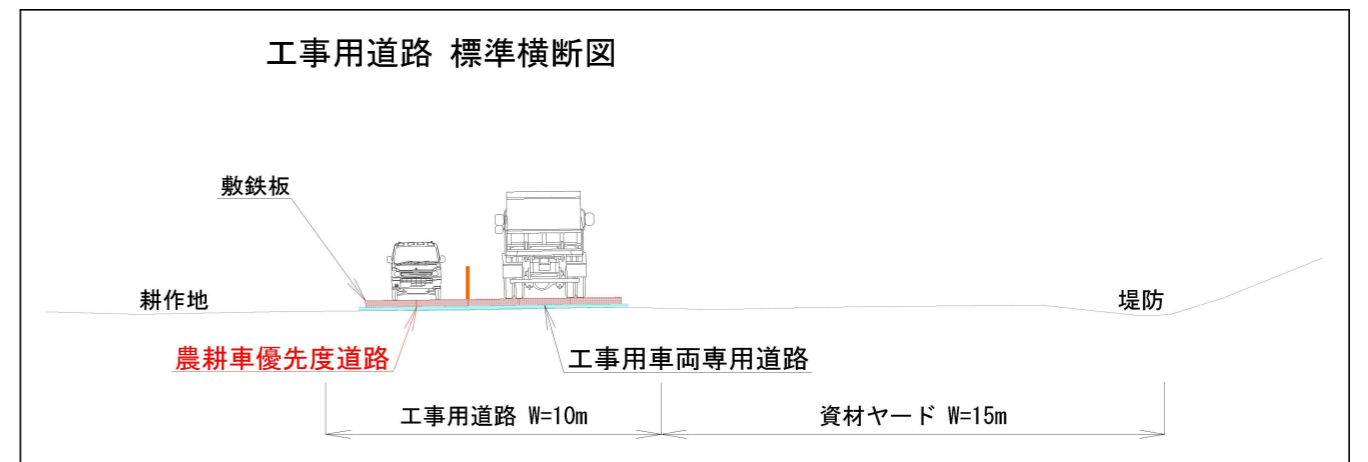 工事用道路 標準横断図
敷鉄板
耕作地
堤防
農耕車優先度道路
工事用車両専用道路
工事用道路 W=10m
資材ヤード W=15m